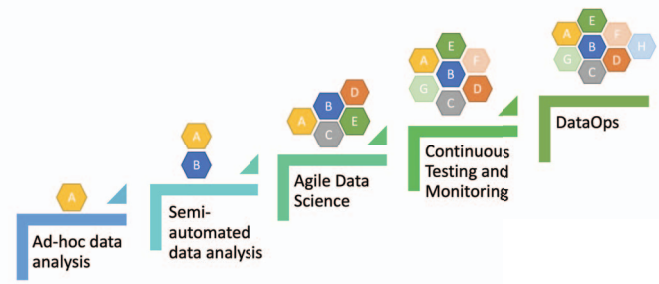 A
Ad-hoc data
analysis
A
B
Semi-
automated
data analysis
D
B
A
E
C
Agile Data
Science
E
A
F
B
G
D
C
Continuous
Testing and
Monitoring
E
A
F
B
H
G
D
C
DataOps